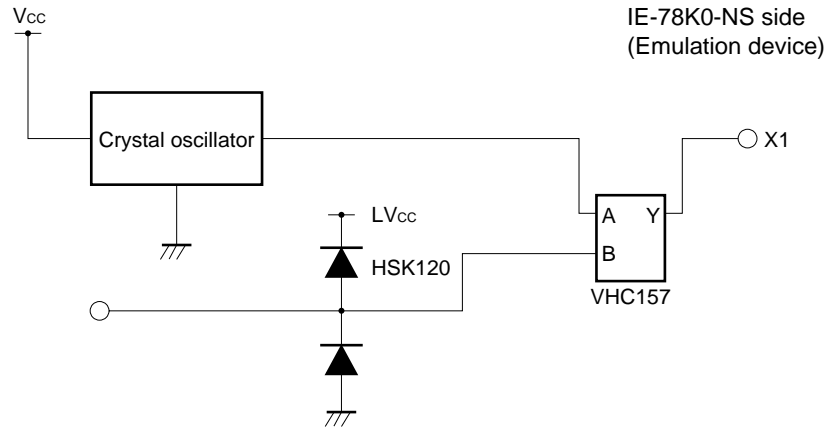 VCC
IE-78K0-NS side
(Emulation device)
Crystal oscillator
X1
LVCC
A Y
HSK120
B
VHC157